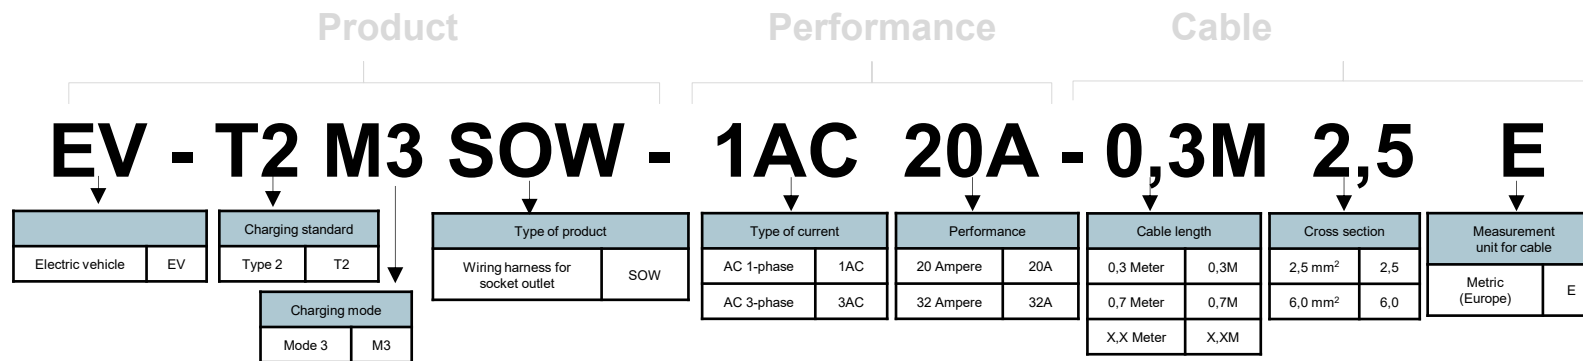 Product Performance Cable
EV - T2 M3 SOW - 1AC 20A - 0,3M 2,5 E
Electric vehicle EV
Charging standard
Type 2 T2
Charging mode
Mode 3 M3
Type of product
Wiring harness for
socket outlet
SOW
Type of current
AC 1-phase 1AC
AC 3-phase 3AC
Performance
20 Ampere 20A
32 Ampere 32A
Cable length
0,3 Meter 0,3M
0,7 Meter 0,7M
X,X Meter X,XM
Cross section
2,5 mm² 2,5
6,0 mm² 6,0
Measurement
unit for cable
Metric
(Europe)
E